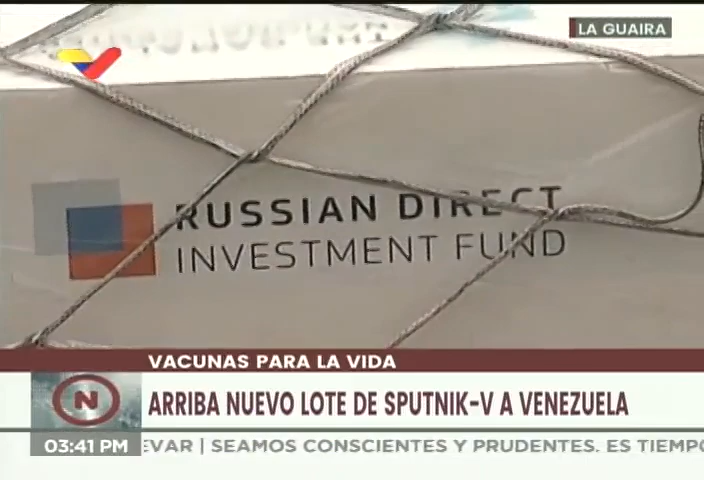 LA GUAIRA
RUSSIAN DIRECT
INVESTMENT FUND
VACUNAS PARA LA VIDA
N
ARRIBA NUEVO LOTE DE SPUTNIK-V A VENEZUELA
03:41 PM
EVAR | SEAMOS CONSCIENTES Y PRUDENTES. ES TIEMPO